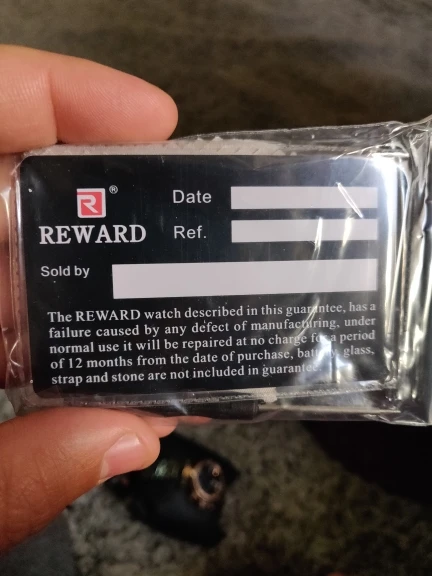 R®
REWARD
Date
Ref.
Sold by
The REWARD watch described in this guarantee, has a
failure caused by any defect of manufacturing, under
normal use it will be repaired at no charge for a period
of 12 months from the date of purchase, battery, glass,
strap and stone are not included in guarantee.